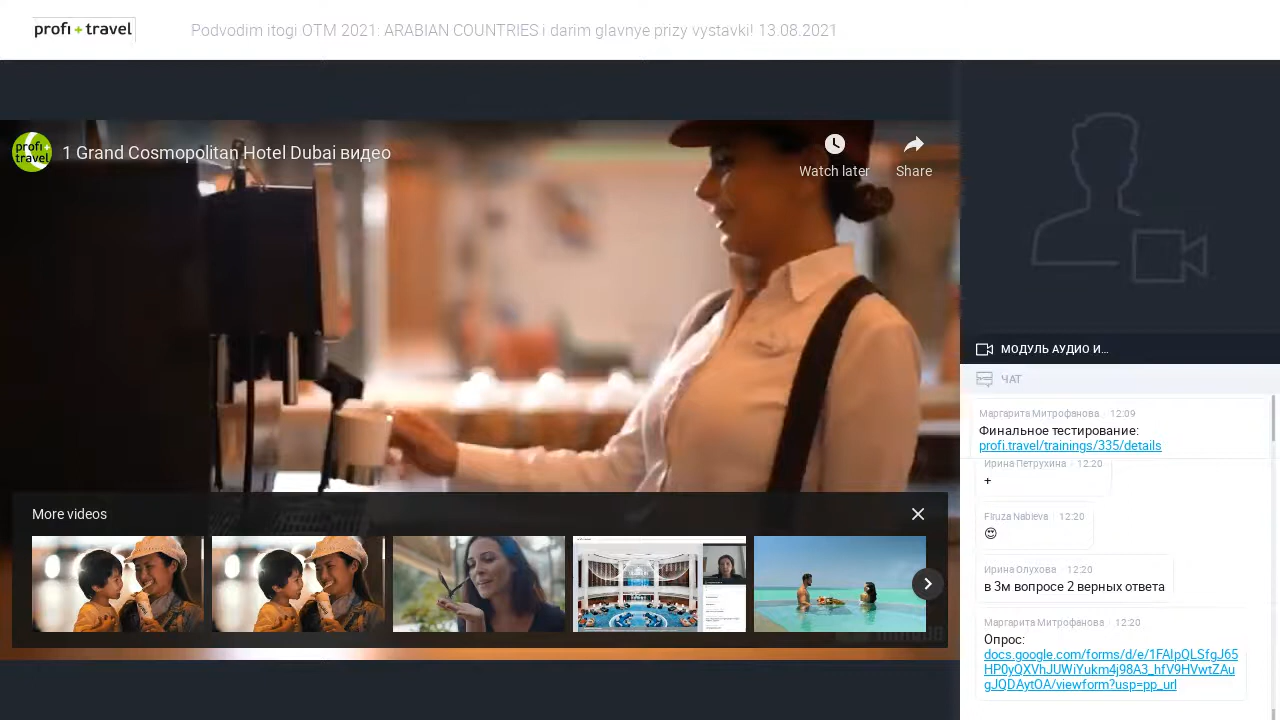 profi + travel
Podvodim itogi OTM 2021: ARABIAN COUNTRIES i darim glavnye prizy vystavki! 13.08.2021
profi +
travel
1 Grand Cosmopolitan Hotel Dubai видео
Watch later
Share
More videos
МОДУЛЬ АУДИО И...
ЧАТ
Маргарита Митрофанова 12:09
Финальное тестирование:
profi.travel/trainings/335/details
Ирина Петрухина 12:20
+
Firuza Nabieva 12:20
😍
Ирина Олухова 12:20
в 3м вопросе 2 верных ответа
Маргарита Митрофанова 12:20
Опрос:
docs.google.com/forms/d/e/1FAIpQLSfgJ65
HP0yQXVhJUWiYukm4j98A3_hfV9HVwtZAu
gJQDAytOA/viewform?usp=pp_url